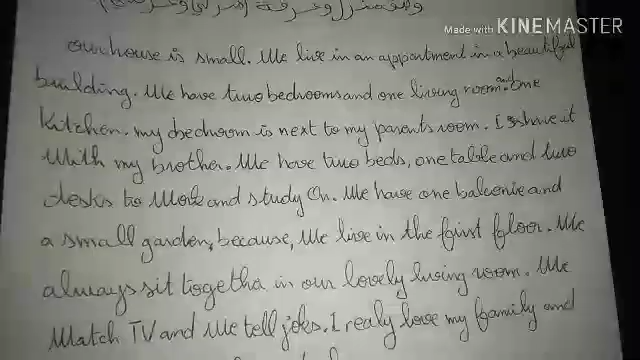 وصف منزل وغرفة
Made with KINEMASTER
our house is small. We live in an appartment in a beautiful
building. We have two bedrooms and one living room. and one
Kitchen. my bedroom is next to my parents room. I share it
With my brother. We have two beds, one table and two
desks to Work and study On. We have one balconie and
a small garden, because, We live in the first floor. We
always sit togetha in our lovely living room. We
Watch TV and We tell joks. I realy love my family and